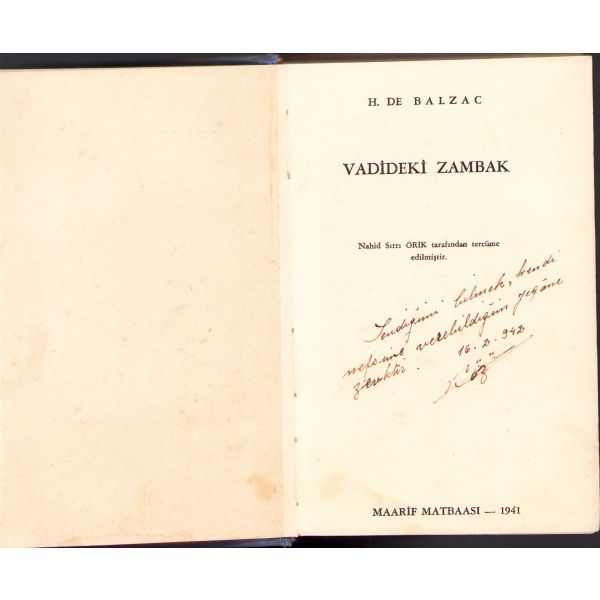 H. DE BALZAC
VADİDEKİ ZAMBAK
Nahid Sırrı ÖRİK tarafından tercüme
edilmiştir.
Sevdiğini bilmek, kendi
nefsine verebildiğin yegâne
zevktir.
16.2.942
MAARİF MATBAASI — 1941